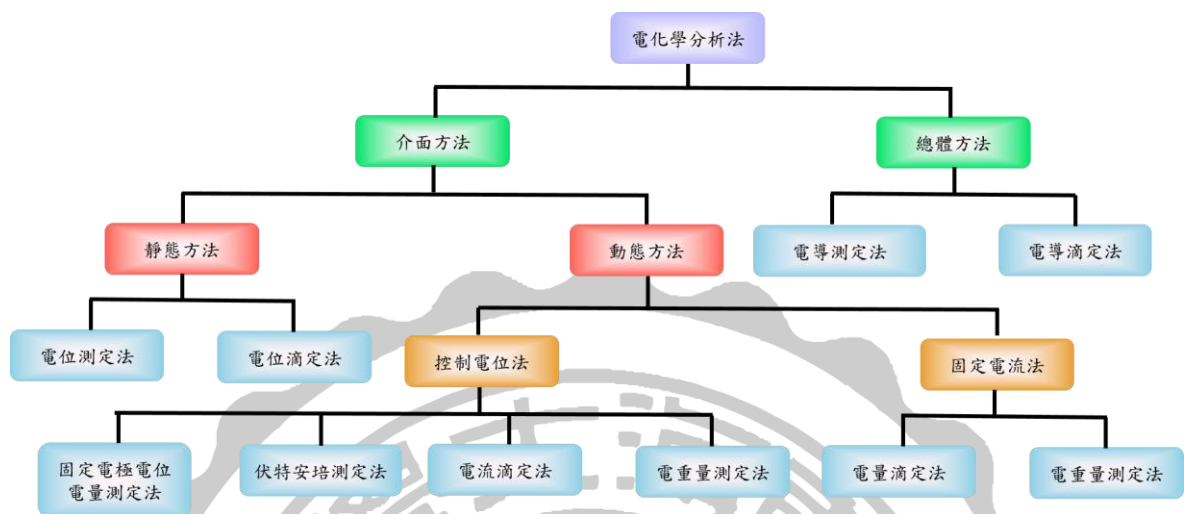 電化學分析法
介面方法
總體方法
靜態方法
動態方法
電導測定法
電導滴定法
電位測定法
電位滴定法
控制電位法
固定電流法
固定電極電位
電量測定法
伏特安培測定法
電流滴定法
電重量測定法
電量滴定法
電重量測定法